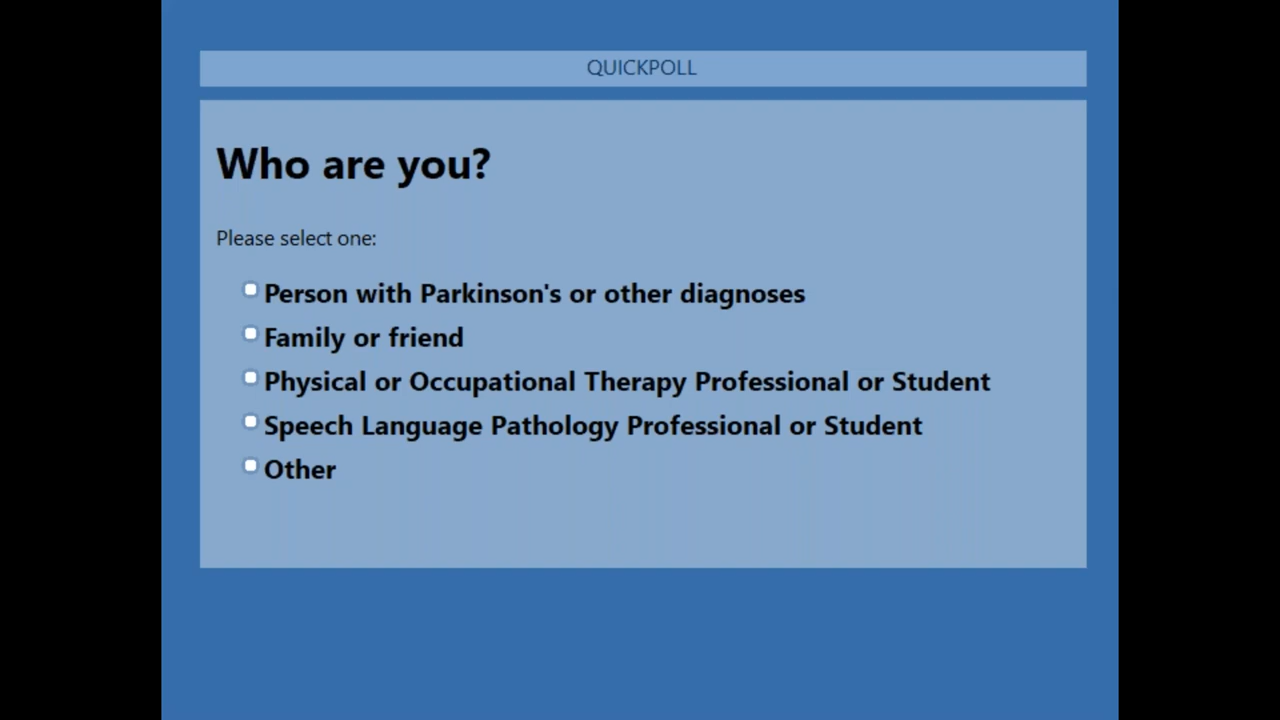 QUICKPOLL
Who are you?
Please select one:
Person with Parkinson's or other diagnoses
Family or friend
Physical or Occupational Therapy Professional or Student
Speech Language Pathology Professional or Student
Other